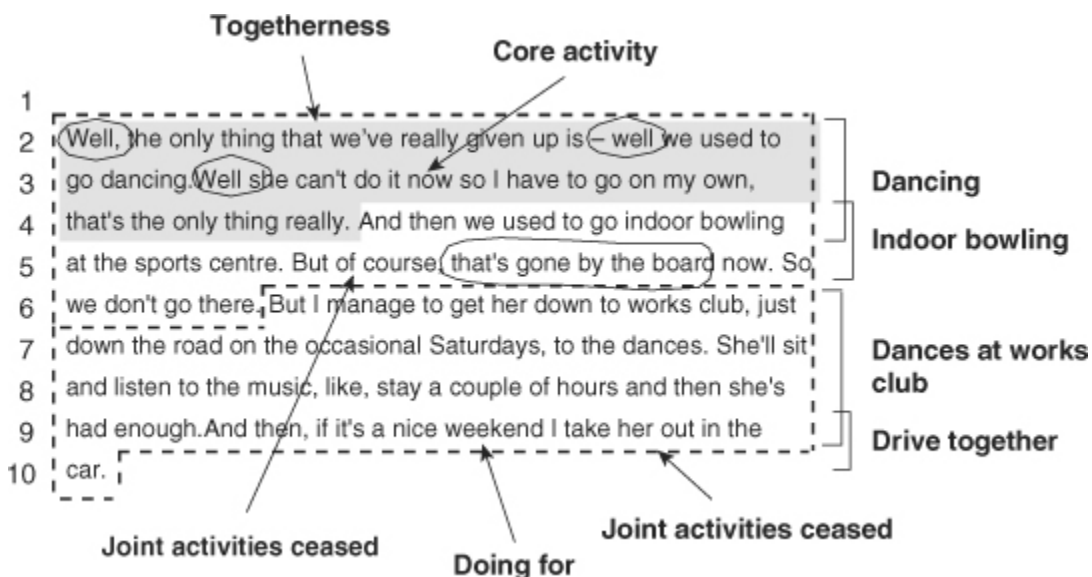 Togetherness
Core activity
1
2 Well, the only thing that we've really given up is – well we used to
3 go dancing.Well she can't do it now so I have to go on my own,
Dancing
4 that's the only thing really. And then we used to go indoor bowling
Indoor bowling
5 at the sports centre. But of course, that's gone by the board now. So
6 we don't go there. But I manage to get her down to works club, just
7 down the road on the occasional Saturdays, to the dances. She'll sit
Dances at works
8 and listen to the music, like, stay a couple of hours and then she's
club
9 had enough.And then, if it's a nice weekend I take her out in the
Drive together
10 car.
Joint activities ceased
Doing for
Joint activities ceased